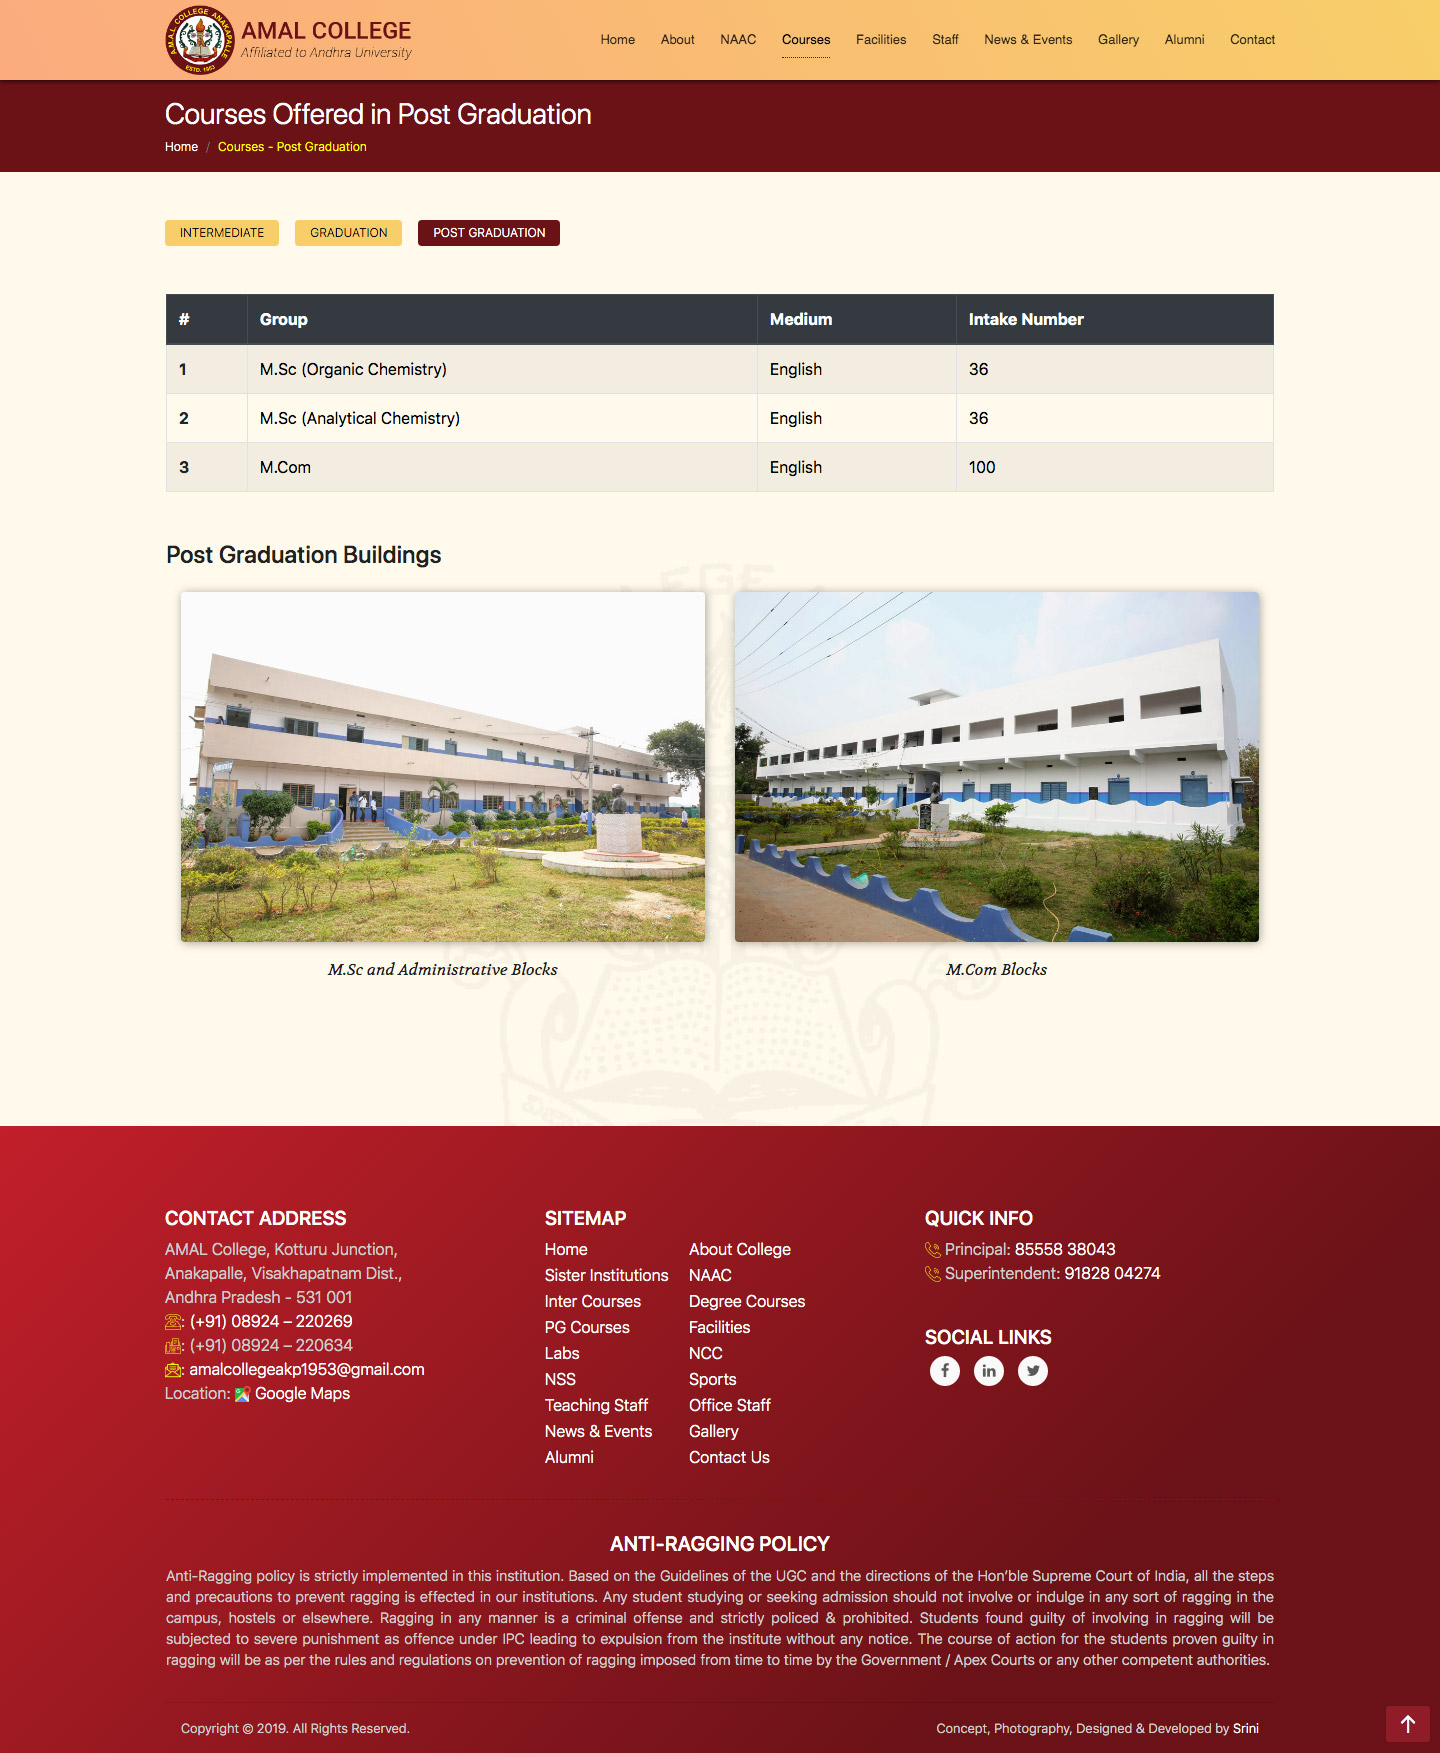 AMAL COLLEGE ANAKAPALLE
ESTD. 1953
AMAL COLLEGE
Affiliated to Andhra University
Home About NAAC Courses Facilities Staff News & Events Gallery Alumni Contact
Courses Offered in Post Graduation
Home / Courses - Post Graduation
INTERMEDIATE GRADUATION POST GRADUATION
# Group Medium Intake Number
1 M.Sc (Organic Chemistry) English 36
2 M.Sc (Analytical Chemistry) English 36
3 M.Com English 100
Post Graduation Buildings
M.Sc and Administrative Blocks
M.Com Blocks
CONTACT ADDRESS
AMAL College, Kotturu Junction,
Anakapalle, Visakhapatnam Dist.,
Andhra Pradesh - 531 001
: (+91) 08924 – 220269
: (+91) 08924 – 220634
: amalcollegeakp1953@gmail.com
Location: Google Maps
SITEMAP
Home About College
Sister Institutions NAAC
Inter Courses Degree Courses
PG Courses Facilities
Labs NCC
NSS Sports
Teaching Staff Office Staff
News & Events Gallery
Alumni Contact Us
QUICK INFO
Principal: 85558 38043
Superintendent: 91828 04274
SOCIAL LINKS
ANTI-RAGGING POLICY
Anti-Ragging policy is strictly implemented in this institution. Based on the Guidelines of the UGC and the directions of the Hon’ble Supreme Court of India, all the steps
and precautions to prevent ragging is effected in our institutions. Any student studying or seeking admission should not involve or indulge in any sort of ragging in the
campus, hostels or elsewhere. Ragging in any manner is a criminal offense and strictly policed & prohibited. Students found guilty of involving in ragging will be
subjected to severe punishment as offence under IPC leading to expulsion from the institute without any notice. The course of action for the students proven guilty in
ragging will be as per the rules and regulations on prevention of ragging imposed from time to time by the Government / Apex Courts or any other competent authorities.
Copyright © 2019. All Rights Reserved.
Concept, Photography, Designed & Developed by Srini